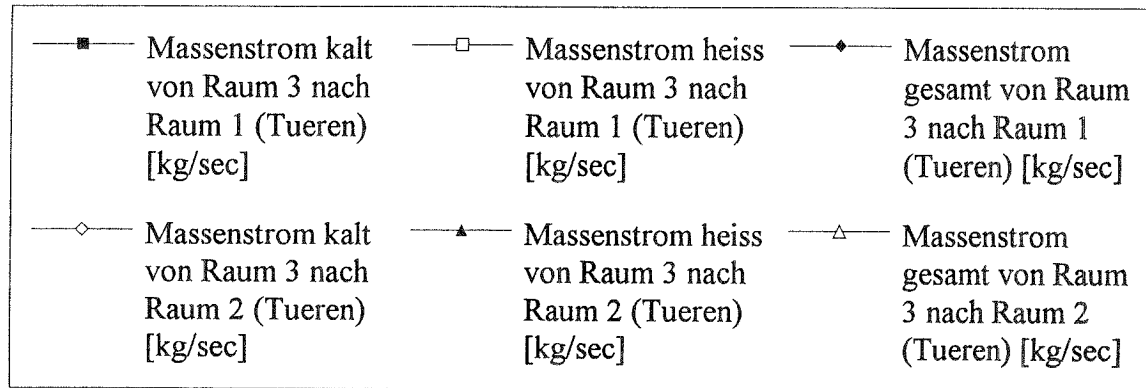 Massenstrom kalt
von Raum 3 nach
Raum 1 (Tueren)
[kg/sec]
Massenstrom heiss
von Raum 3 nach
Raum 1 (Tueren)
[kg/sec]
Massenstrom
gesamt von Raum
3 nach Raum 1
(Tueren) [kg/sec]
Massenstrom kalt
von Raum 3 nach
Raum 2 (Tueren)
[kg/sec]
Massenstrom heiss
von Raum 3 nach
Raum 2 (Tueren)
[kg/sec]
Massenstrom
gesamt von Raum
3 nach Raum 2
(Tueren) [kg/sec]